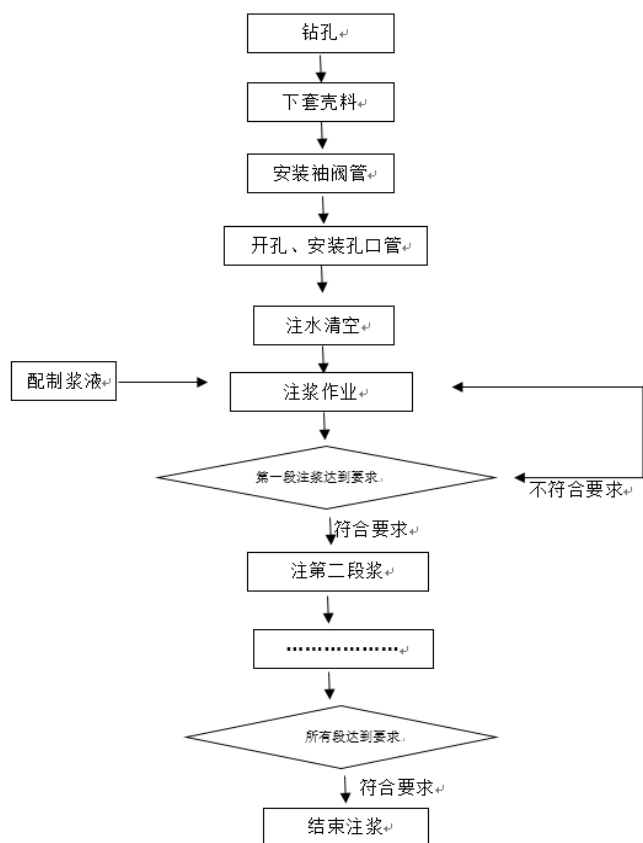 钻孔
下套壳料
安装袖阀管
开孔、安装孔口管
注水清空
配制浆液
注浆作业
第一段注浆达到要求
不符合要求
符合要求
注第二段浆
………………
所有段达到要求
符合要求
结束注浆